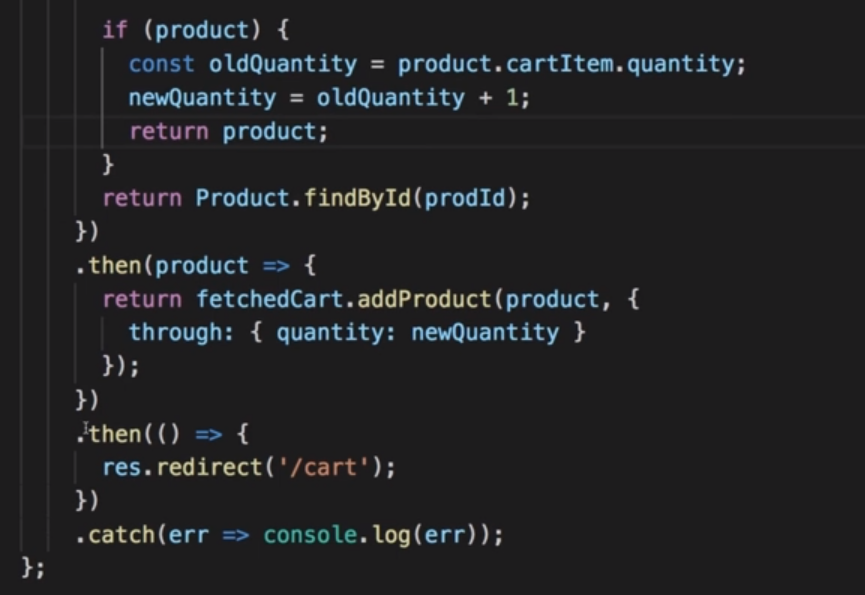 if (product) {
const oldQuantity = product.cartItem.quantity;
newQuantity = oldQuantity + 1;
return product;
}
return Product.findById(prodId);
})
.then(product => {
return fetchedCart.addProduct(product, {
through: { quantity: newQuantity }
});
})
.then(() => {
res.redirect('/cart');
})
.catch(err => console.log(err));
};